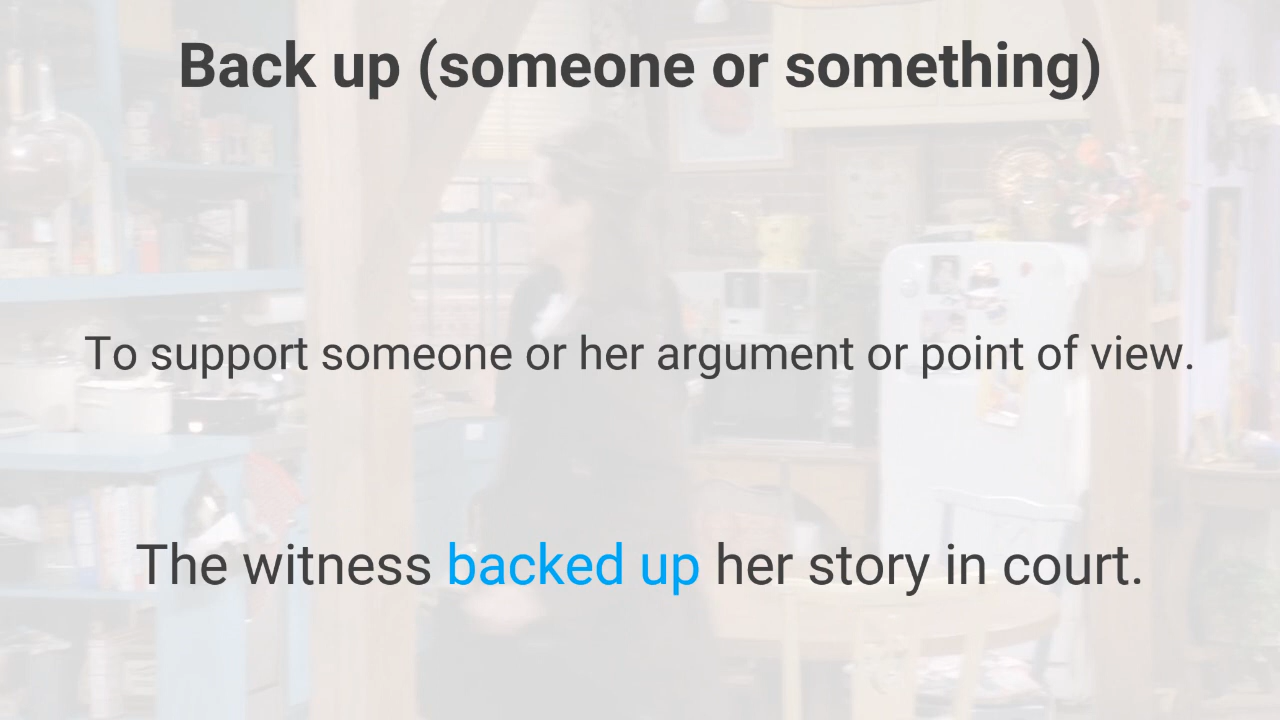 Back up (someone or something)
To support someone or her argument or point of view.
The witness backed up her story in court.